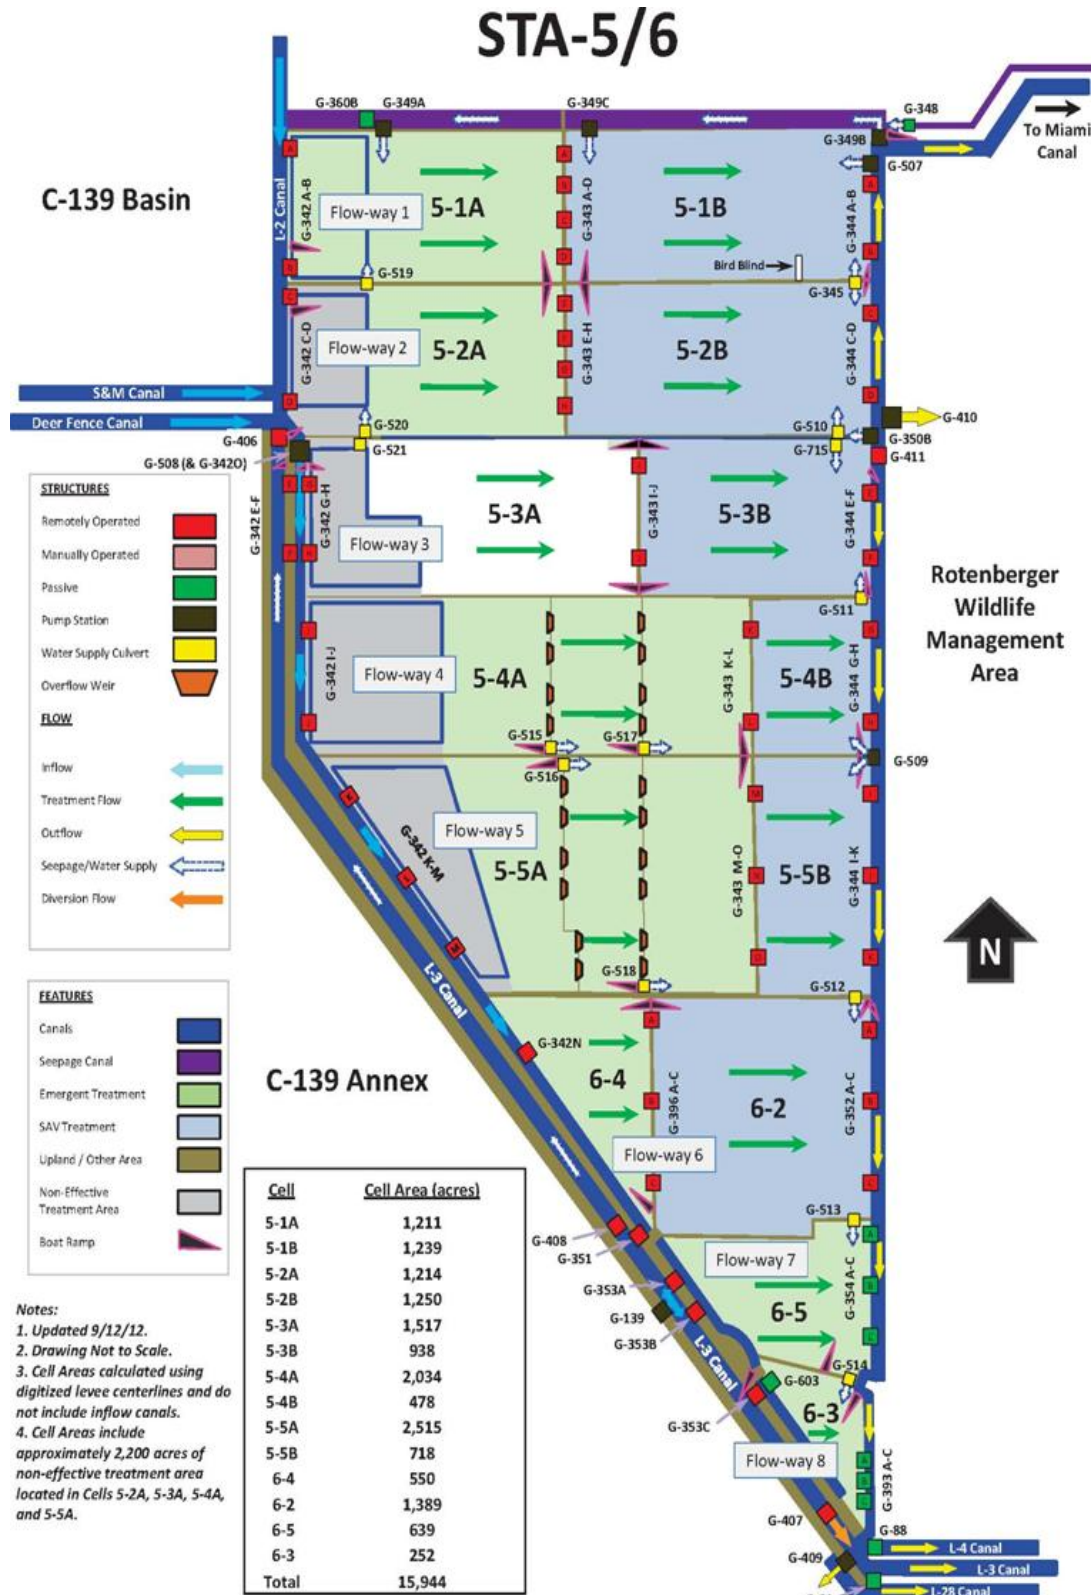 STA-5/6
G-360B
G-349A
G-349C
G-348
G-349B
To Miami
Canal
G-507
C-139 Basin
L-2 Canal
G-342 A-B
Flow-way 1
5-1A
G-343 A-D
5-1B
G-344 A-B
Bird Blind
G-519
G-345
G-342 C-D
Flow-way 2
5-2A
G-343 E-H
5-2B
G-344 C-D
S&M Canal
Deer Fence Canal
G-410
G-406
G-520
G-521
G-510
G-715
G-350B
G-411
G-508 (& G-342O)
G-342 E-F
G-342 G-H
Flow-way 3
5-3A
G-343 I-J
5-3B
G-344 E-F
G-511
Rotenberger
Wildlife
Management
Area
STRUCTURES
Remotely Operated
Manually Operated
Passive
Pump Station
Water Supply Culvert
Overflow Weir
FLOW
Inflow
Treatment Flow
Outflow
Seepage/Water Supply
Diversion Flow
G-342 I-J
Flow-way 4
5-4A
G-343 K-L
5-4B
G-344 G-H
G-515
G-517
G-516
G-509
G-342 K-M
Flow-way 5
5-5A
G-343 M-O
5-5B
G-344 I-K
G-518
G-512
N
L-3 Canal
G-342N
C-139 Annex
6-4
G-396 A-C
6-2
G-352 A-C
Flow-way 6
G-513
FEATURES
Canals
Seepage Canal
Emergent Treatment
SAV Treatment
Upland / Other Area
Non-Effective
Treatment Area
Boat Ramp
Cell Cell Area (acres)
5-1A 1,211
5-1B 1,239
5-2A 1,214
5-2B 1,250
5-3A 1,517
5-3B 938
5-4A 2,034
5-4B 478
5-5A 2,515
5-5B 718
6-4 550
6-2 1,389
6-5 639
6-3 252
Total 15,944
G-408
G-351
Flow-way 7
G-353A
G-139
G-353B
6-5
G-354 A-C
L-3 Canal
G-514
G-603
G-353C
6-3
Flow-way 8
G-393 A-C
G-407
G-88
G-409
L-4 Canal
L-3 Canal
L-28 Canal
Notes:
1. Updated 9/12/12.
2. Drawing Not to Scale.
3. Cell Areas calculated using
digitized levee centerlines and do
not include inflow canals.
4. Cell Areas include
approximately 2,200 acres of
non-effective treatment area
located in Cells 5-2A, 5-3A, 5-4A,
and 5-5A.